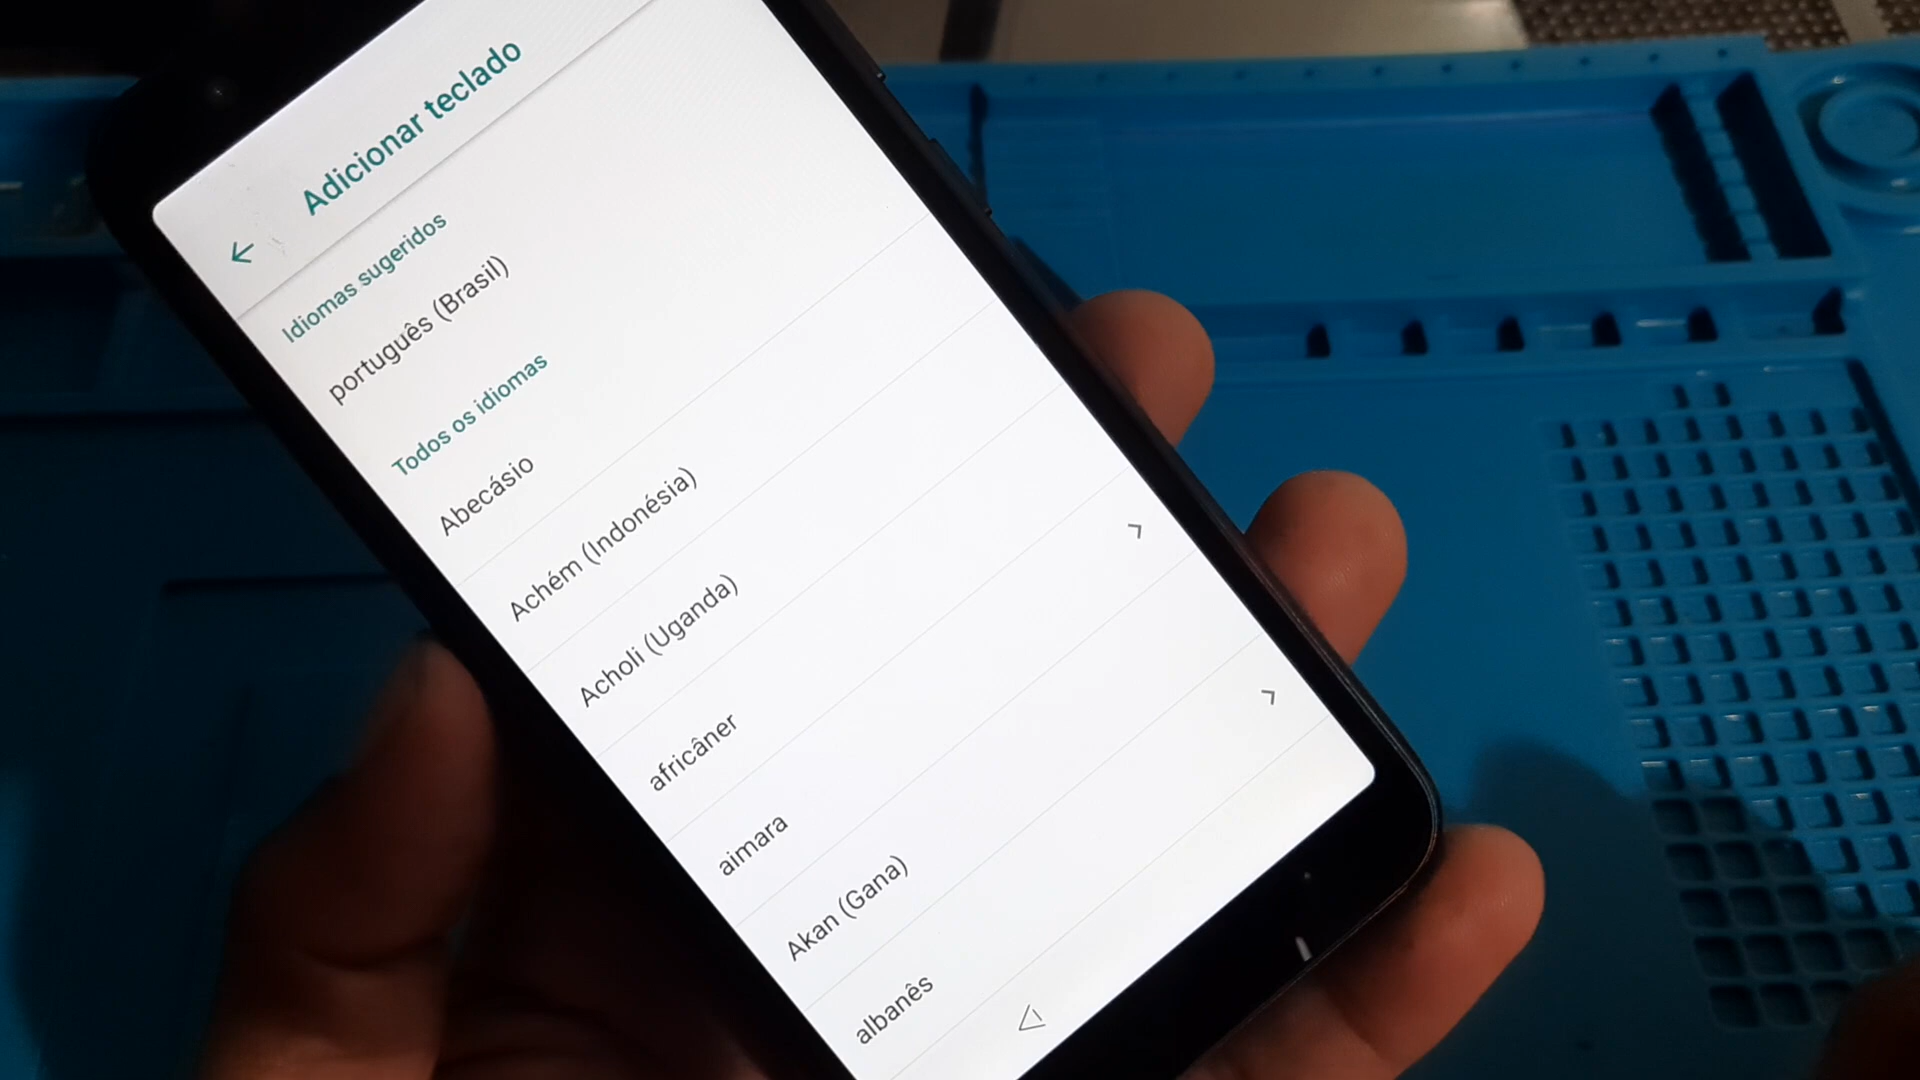 Adicionar teclado
Idiomas sugeridos
português (Brasil)
Todos os idiomas
Abecásio
Achém (Indonésia)
Acholi (Uganda)
africâner
aimara
Akan (Gana)
albanês